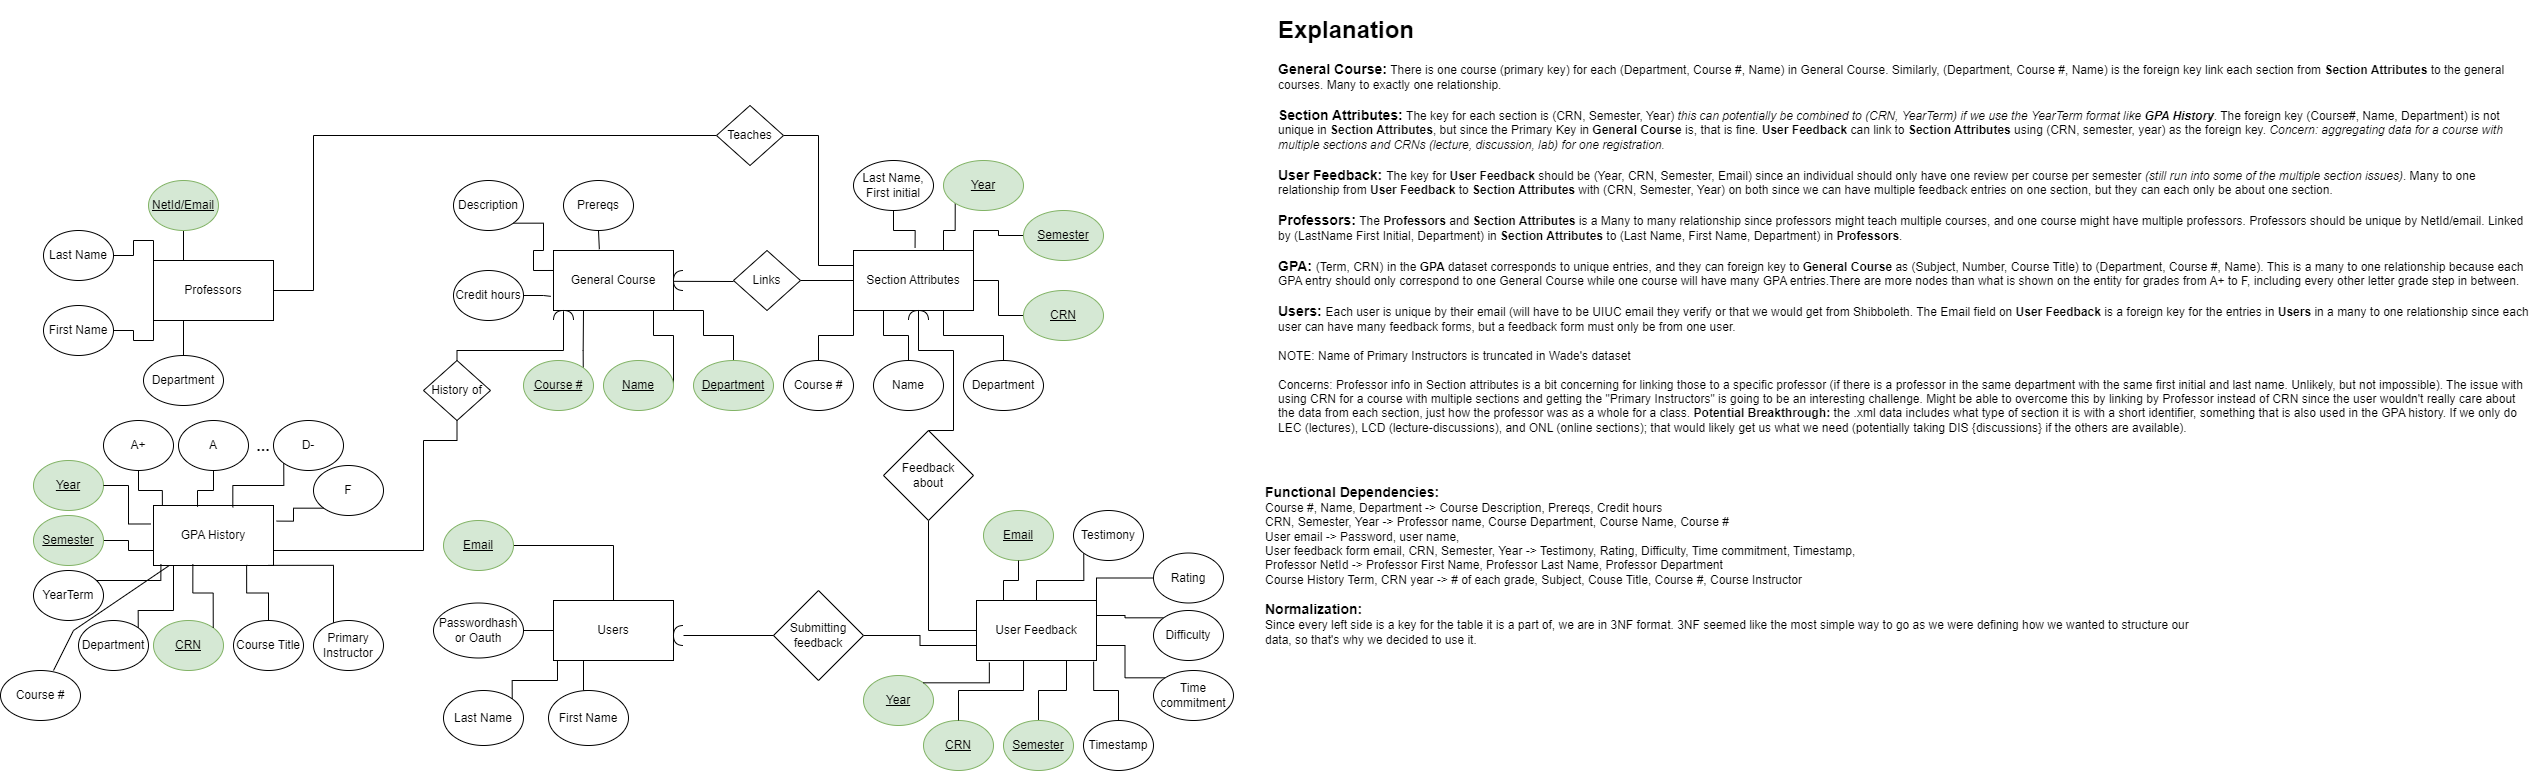 Explanation
General Course: There is one course (primary key) for each (Department, Course #, Name) in General Course. Similarly, (Department, Course #, Name) is the foreign key link each section from Section Attributes to the general
courses. Many to exactly one relationship.
Section Attributes: The key for each section is (CRN, Semester, Year) this can potentially be combined to (CRN, YearTerm) if we use the YearTerm format like GPA History. The foreign key (Course#, Name, Department) is not
unique in Section Attributes, but since the Primary Key in General Course is, that is fine. User Feedback can link to Section Attributes using (CRN, semester, year) as the foreign key. Concern: aggregating data for a course with
multiple sections and CRNs (lecture, discussion, lab) for one registration.
User Feedback: The key for User Feedback should be (Year, CRN, Semester, Email) since an individual should only have one review per course per semester (still run into some of the multiple section issues). Many to one
relationship from User Feedback to Section Attributes with (CRN, Semester, Year) on both since we can have multiple feedback entries on one section, but they can each only be about one section.
Professors: The Professors and Section Attributes is a Many to many relationship since professors might teach multiple courses, and one course might have multiple professors. Professors should be unique by NetId/email. Linked
by (LastName First Initial, Department) in Section Attributes to (Last Name, First Name, Department) in Professors.
GPA: (Term, CRN) in the GPA dataset corresponds to unique entries, and they can foreign key to General Course as (Subject, Number, Course Title) to (Department, Course #, Name). This is a many to one relationship because each
GPA entry should only correspond to one General Course while one course will have many GPA entries.There are more nodes than what is shown on the entity for grades from A+ to F, including every other letter grade step in between.
Users: Each user is unique by their email (will have to be UIUC email they verify or that we would get from Shibboleth. The Email field on User Feedback is a foreign key for the entries in Users in a many to one relationship since each
user can have many feedback forms, but a feedback form must only be from one user.
NOTE: Name of Primary Instructors is truncated in Wade's dataset
Concerns: Professor info in Section attributes is a bit concerning for linking those to a specific professor (if there is a professor in the same department with the same first initial and last name. Unlikely, but not impossible). The issue with
using CRN for a course with multiple sections and getting the "Primary Instructors" is going to be an interesting challenge. Might be able to overcome this by linking by Professor instead of CRN since the user wouldn't really care about
the data from each section, just how the professor was as a whole for a class. Potential Breakthrough: the .xml data includes what type of section it is with a short identifier, something that is also used in the GPA history. If we only do
LEC (lectures), LCD (lecture-discussions), and ONL (online sections); that would likely get us what we need (potentially taking DIS {discussions} if the others are available).
Functional Dependencies:
Course #, Name, Department -> Course Description, Prereqs, Credit hours
CRN, Semester, Year -> Professor name, Course Department, Course Name, Course #
User email -> Password, user name,
User feedback form email, CRN, Semester, Year -> Testimony, Rating, Difficulty, Time commitment, Timestamp,
Professor NetId -> Professor First Name, Professor Last Name, Professor Department
Course History Term, CRN year -> # of each grade, Subject, Couse Title, Course #, Course Instructor
Normalization:
Since every left side is a key for the table it is a part of, we are in 3NF format. 3NF seemed like the most simple way to go as we were defining how we wanted to structure our
data, so that's why we decided to use it.
Teaches
NetId/Email
Last Name
Professors
First Name
Department
Description
Prereqs
General Course
Credit hours
Course #
Name
Department
Links
Last Name,
First initial
Year
Semester
Section Attributes
CRN
Course #
Name
Department
History of
A+
A
...
D-
F
Year
Semester
GPA History
YearTerm
Department
CRN
Course Title
Primary
Instructor
Course #
Feedback
about
Email
Passwordhash
or Oauth
Users
Last Name
First Name
Submitting
feedback
Email
Testimony
Rating
User Feedback
Difficulty
Time
commitment
Year
CRN
Semester
Timestamp